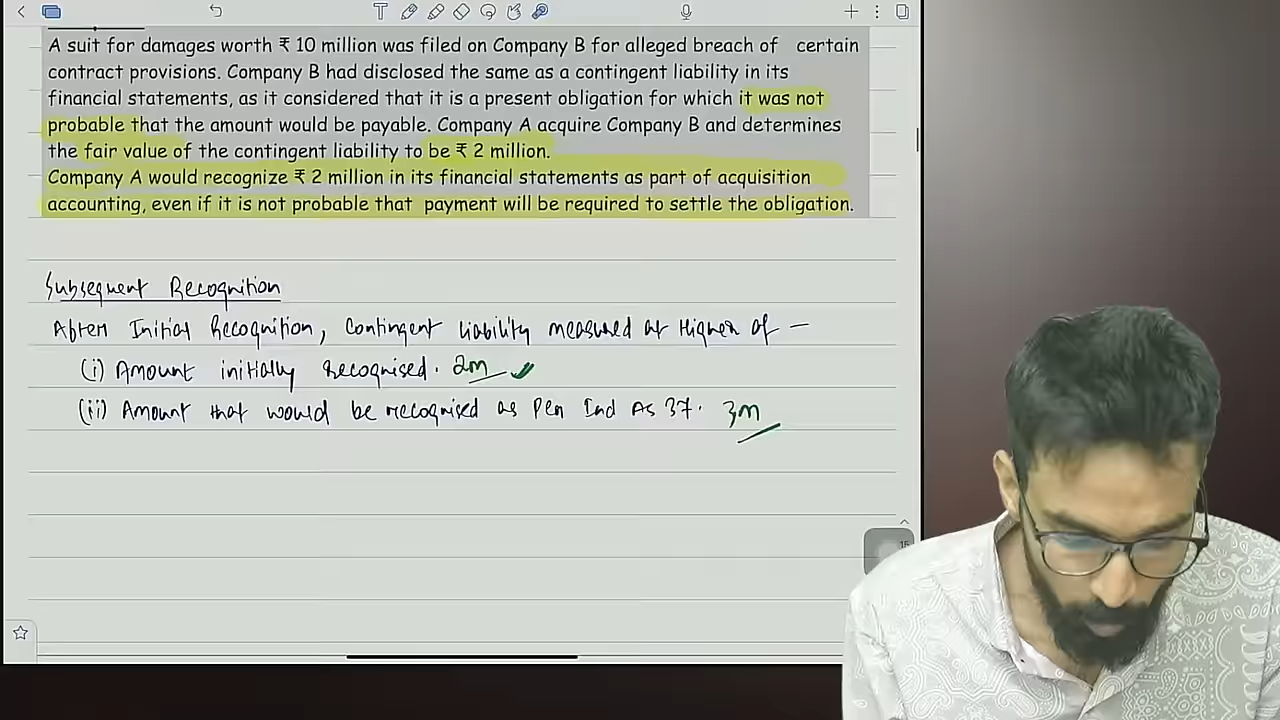 A suit for damages worth ₹ 10 million was filed on Company B for alleged breach of certain
contract provisions. Company B had disclosed the same as a contingent liability in its
financial statements, as it considered that it is a present obligation for which it was not
probable that the amount would be payable. Company A acquire Company B and determines
the fair value of the contingent liability to be ₹ 2 million.
Company A would recognize ₹ 2 million in its financial statements as part of acquisition
accounting, even if it is not probable that payment will be required to settle the obligation.
Subsequent Recognition
After Initial Recognition, Contingent liability measured at Higher of –
(i) Amount initially Recognised. 2m
(ii) Amount that would be recognised as Per Ind AS 37. 3m
15